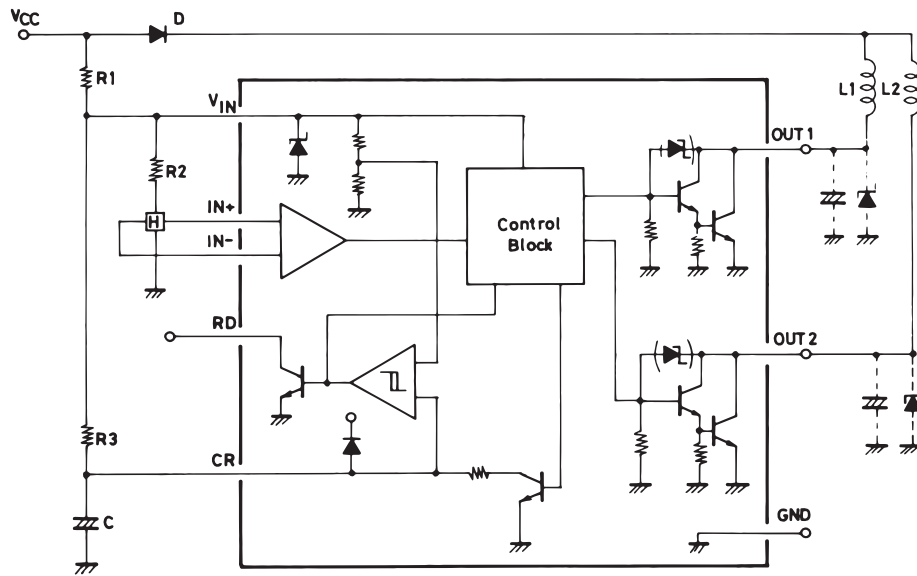 VCC
D
R1
L1
L2
VIN
OUT 1
R2
IN+
H
IN-
Control
Block
RD
OUT 2
R3
CR
C
GND